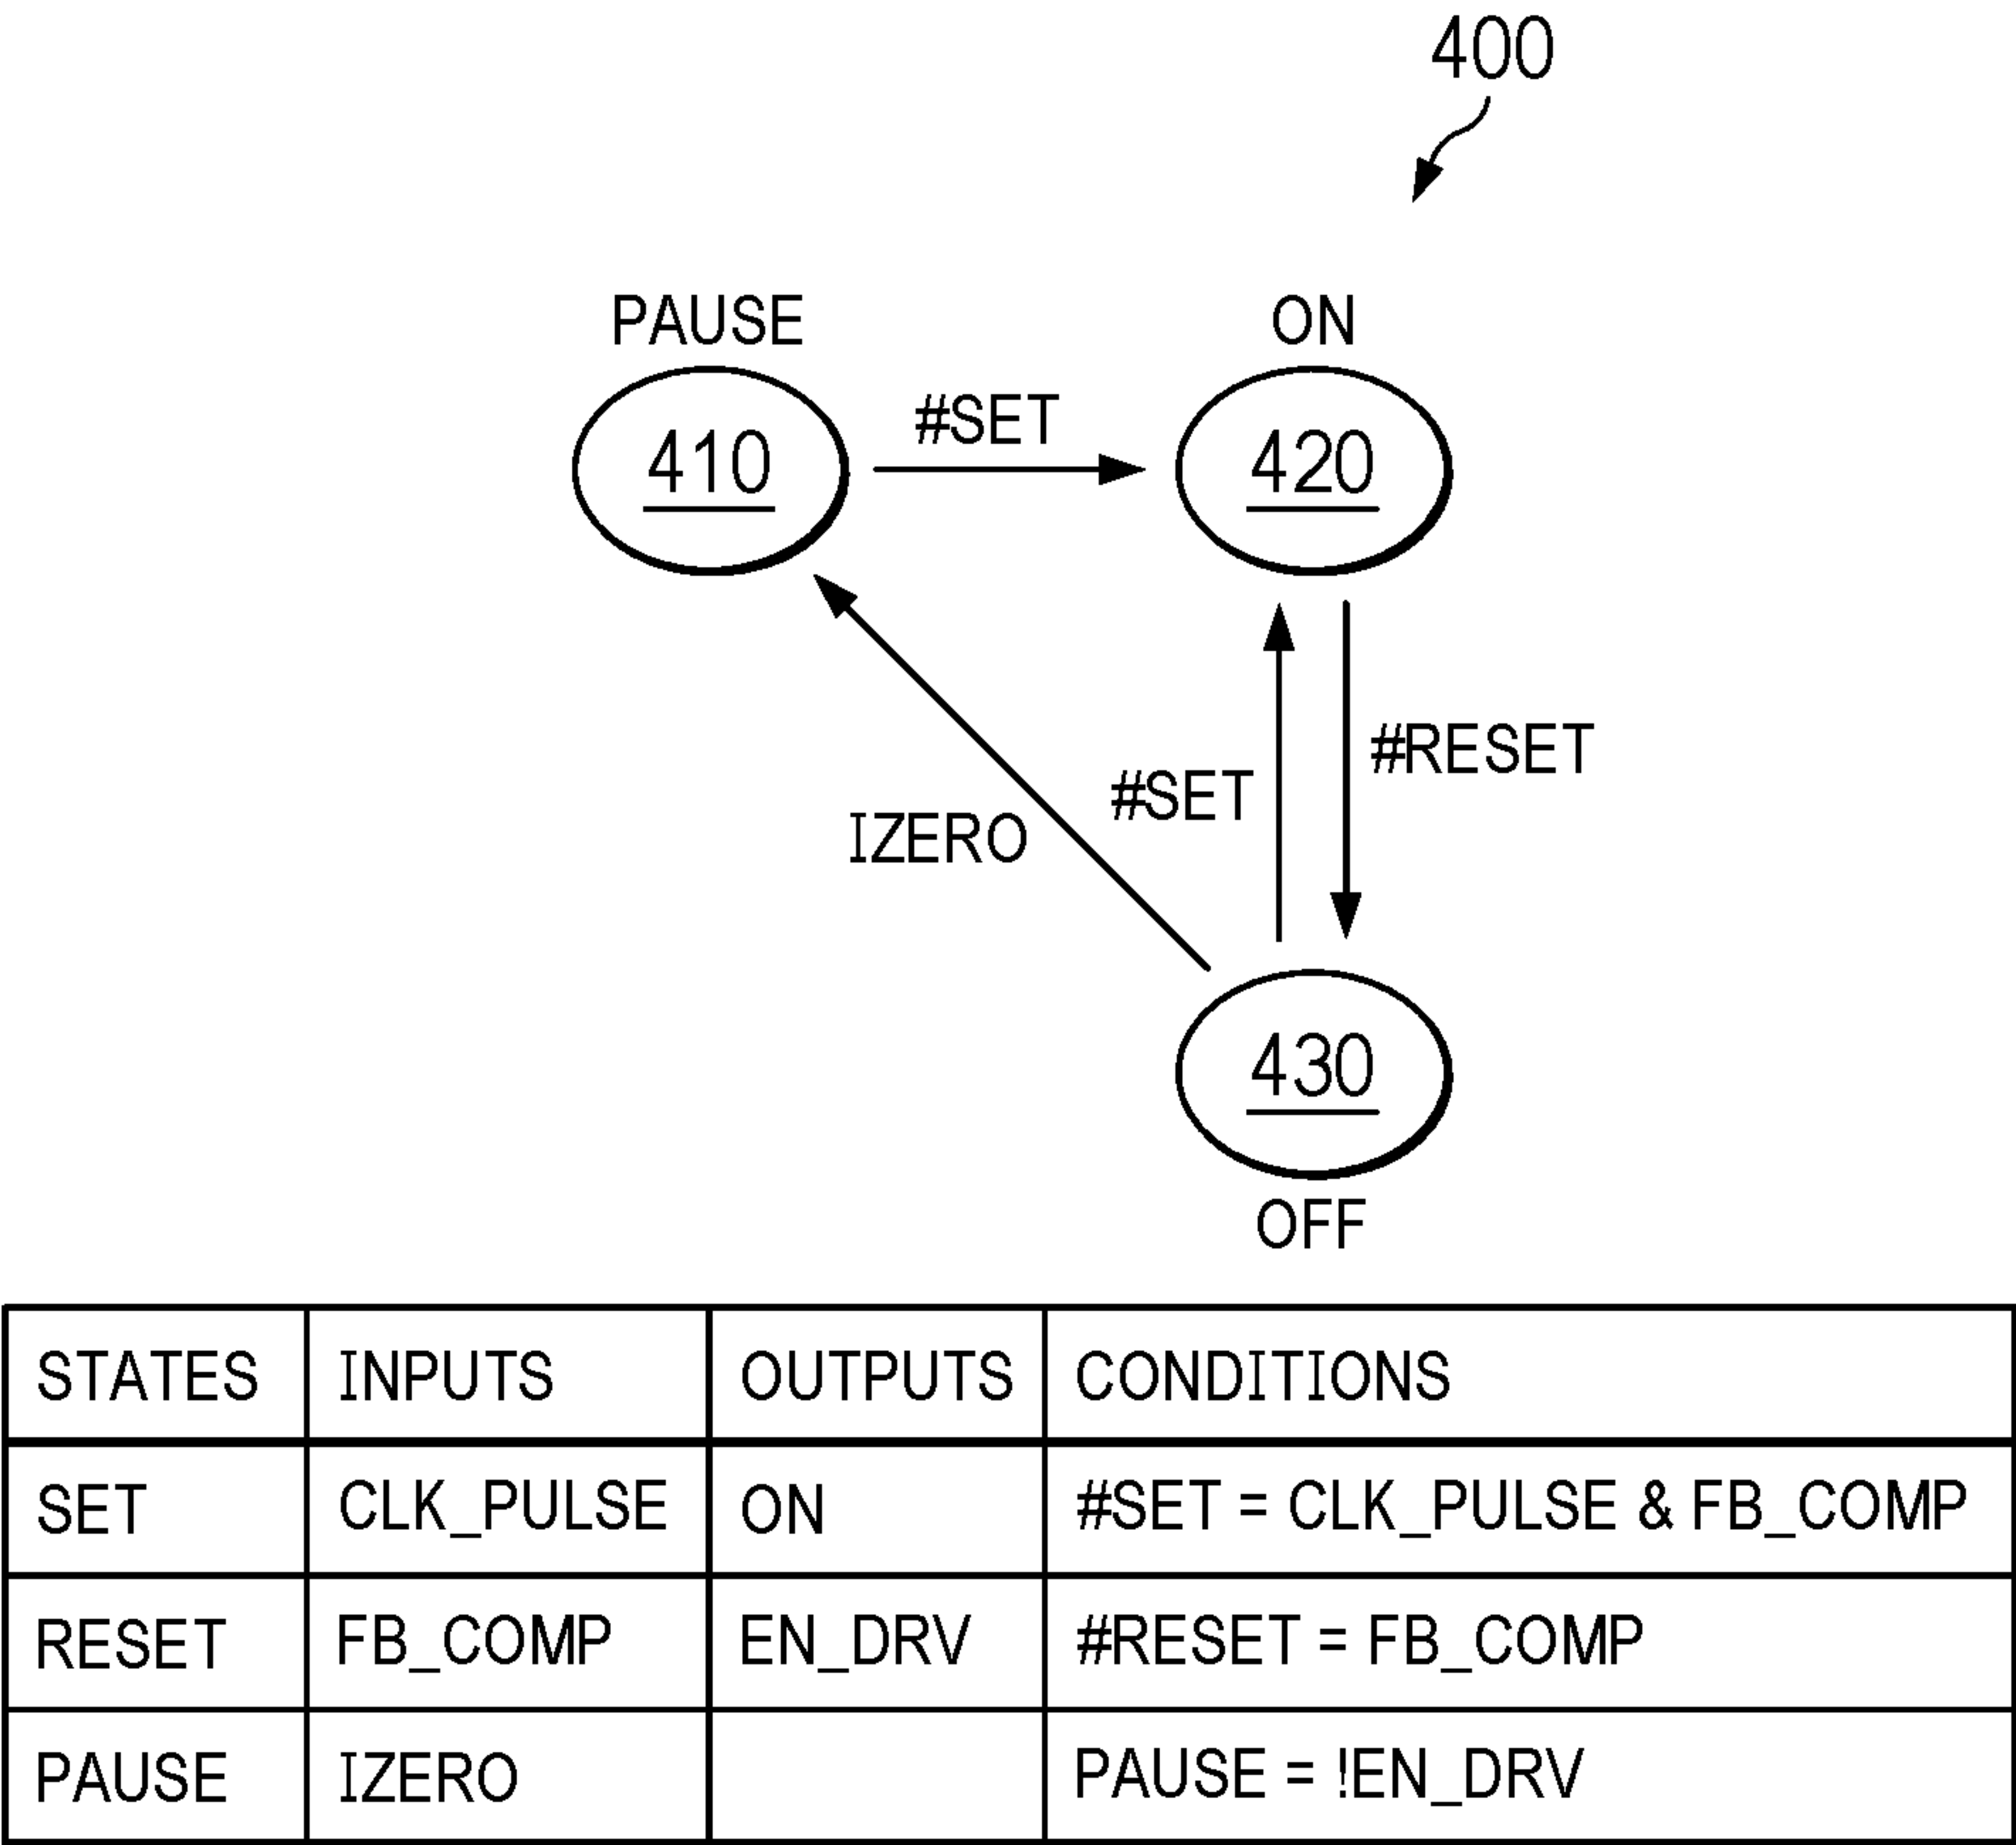 400
PAUSE
ON
410
#SET
420
#RESET
#SET
IZERO
430
OFF
STATES INPUTS OUTPUTS CONDITIONS
SET CLK_PULSE ON #SET = CLK_PULSE & FB_COMP
RESET FB_COMP EN_DRV #RESET = FB_COMP
PAUSE IZERO PAUSE = !EN_DRV